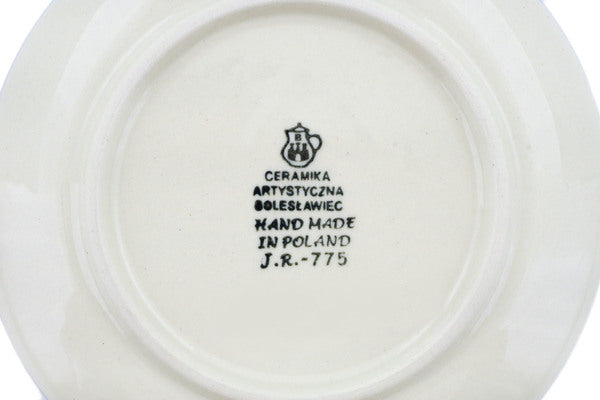 B
CERAMIKA
ARTYSTYCZNA
BOLESŁAWIEC
HAND MADE
IN POLAND
J.R.-775